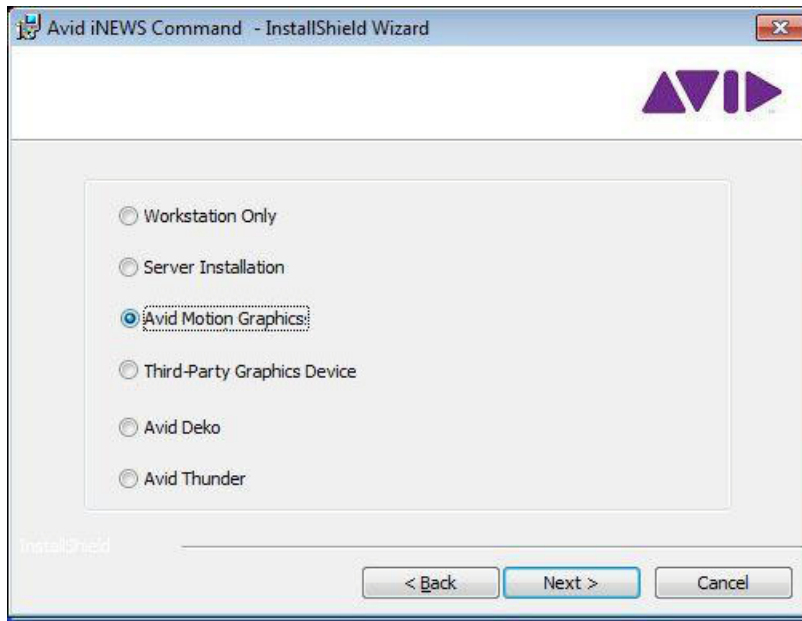 Avid iNEWS Command - InstallShield Wizard
AVID
Workstation Only
Server Installation
Avid Motion Graphics
Third-Party Graphics Device
Avid Deko
Avid Thunder
InstallShield
< Back
Next >
Cancel